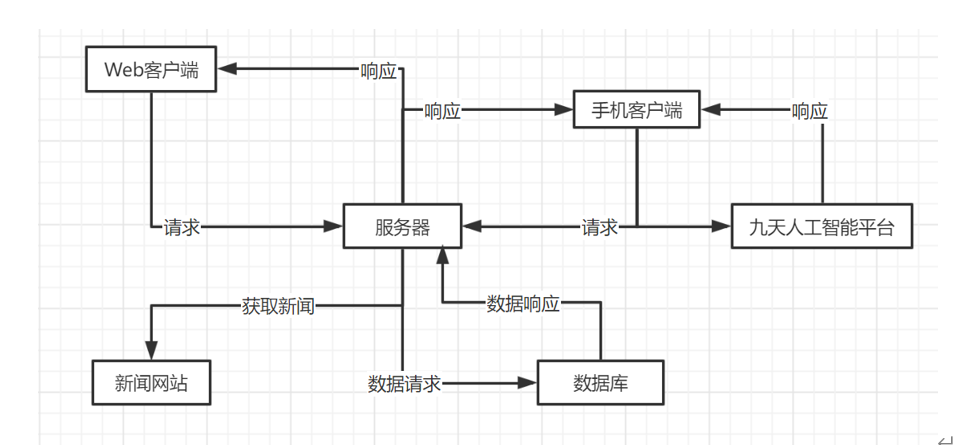 Web客户端
响应
响应
手机客户端
响应
请求
服务器
请求
九天人工智能平台
获取新闻
数据响应
新闻网站
数据请求
数据库